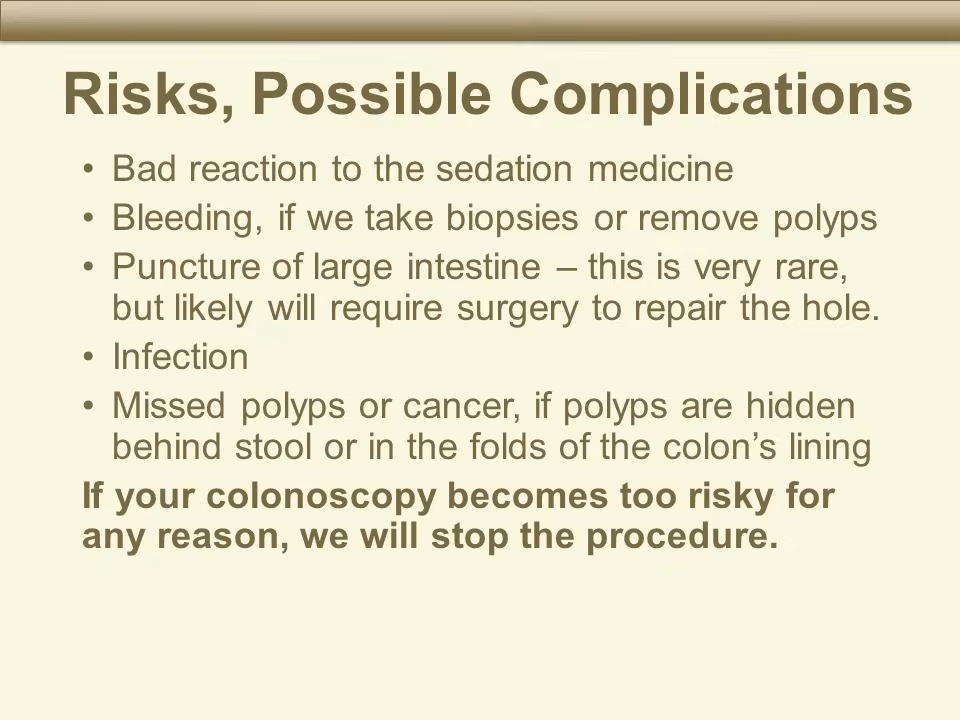 Risks, Possible Complications
• Bad reaction to the sedation medicine
• Bleeding, if we take biopsies or remove polyps
• Puncture of large intestine – this is very rare,
but likely will require surgery to repair the hole.
• Infection
• Missed polyps or cancer, if polyps are hidden
behind stool or in the folds of the colon’s lining
If your colonoscopy becomes too risky for
any reason, we will stop the procedure.